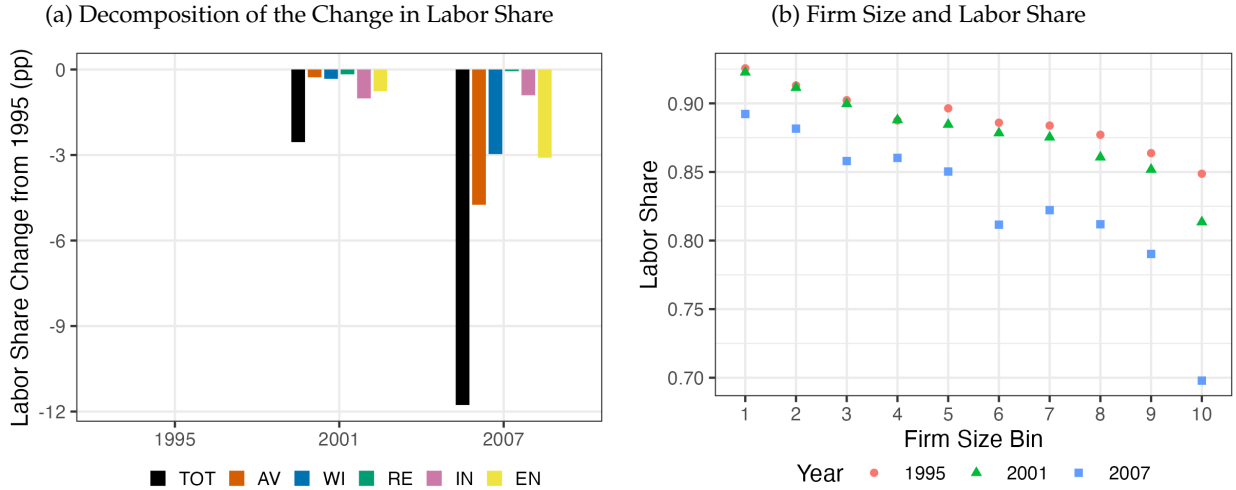 (a) Decomposition of the Change in Labor Share
Labor Share Change from 1995 (pp)
0
-3
-6
-9
-12
1995 2001 2007
TOT AV WI RE IN EN
(b) Firm Size and Labor Share
Labor Share
0.90
0.85
0.80
0.75
0.70
1 2 3 4 5 6 7 8 9 10
Firm Size Bin
Year 1995 2001 2007